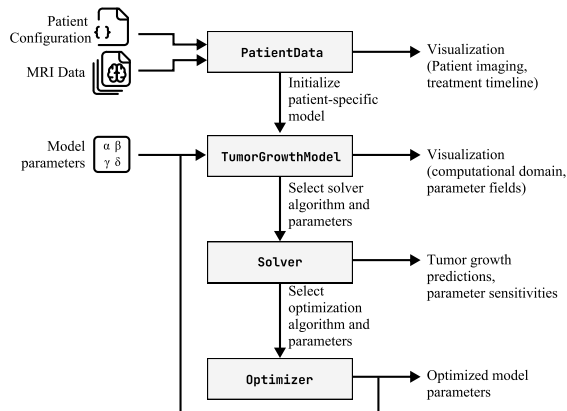 Patient
Configuration
{ }
MRI Data
PatientData
Visualization
(Patient imaging,
treatment timeline)
Initialize
patient-specific
model
Model
parameters
α β
γ δ
TumorGrowthModel
Visualization
(computational domain,
parameter fields)
Select solver
algorithm and
parameters
Solver
Tumor growth
predictions,
parameter sensitivities
Select
optimization
algorithm and
parameters
Optimizer
Optimized model
parameters